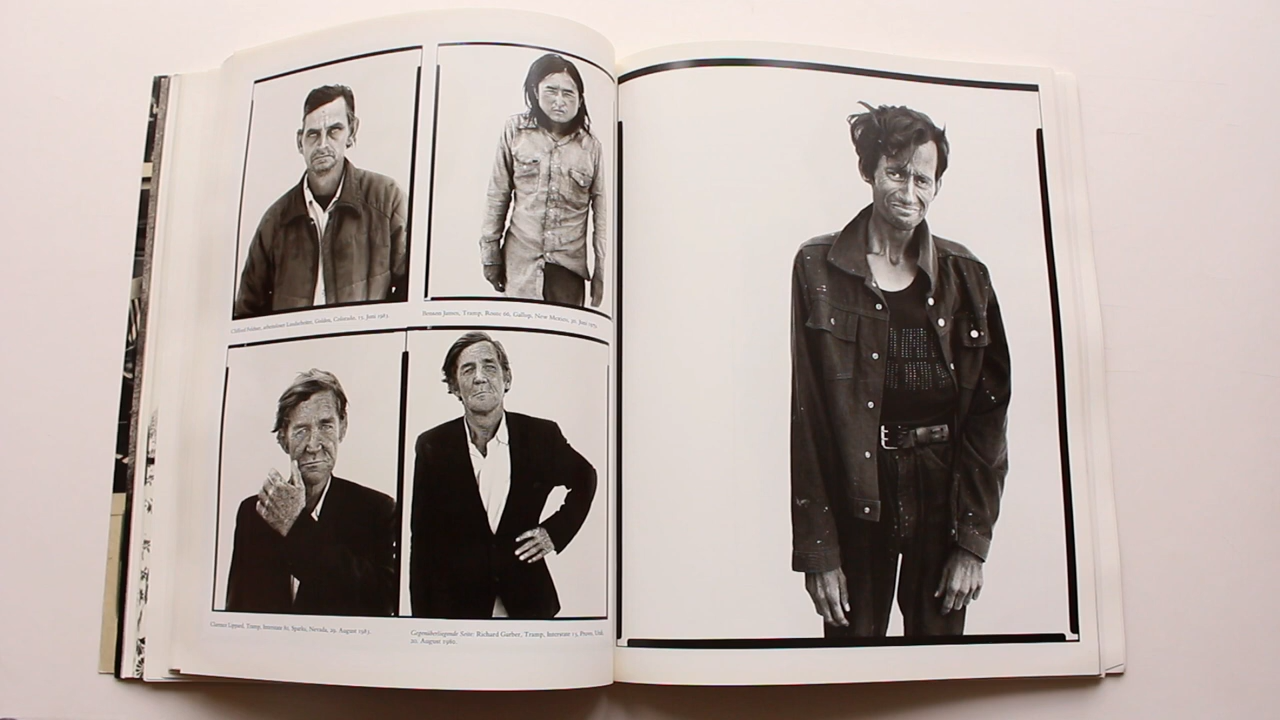 Clifford Feldner, arbeitsloser Landarbeiter, Golden, Colorado, 15. Juni 1983.
Benson James, Tramp, Route 66, Gallup, New Mexico, 30. Juni 1979.
Clarence Lippard, Tramp, Interstate 80, Sparks, Nevada, 29. August 1983.
Gegenüberliegende Seite: Richard Garber, Tramp, Interstate 15, Provo, Utah,
20. August 1980.